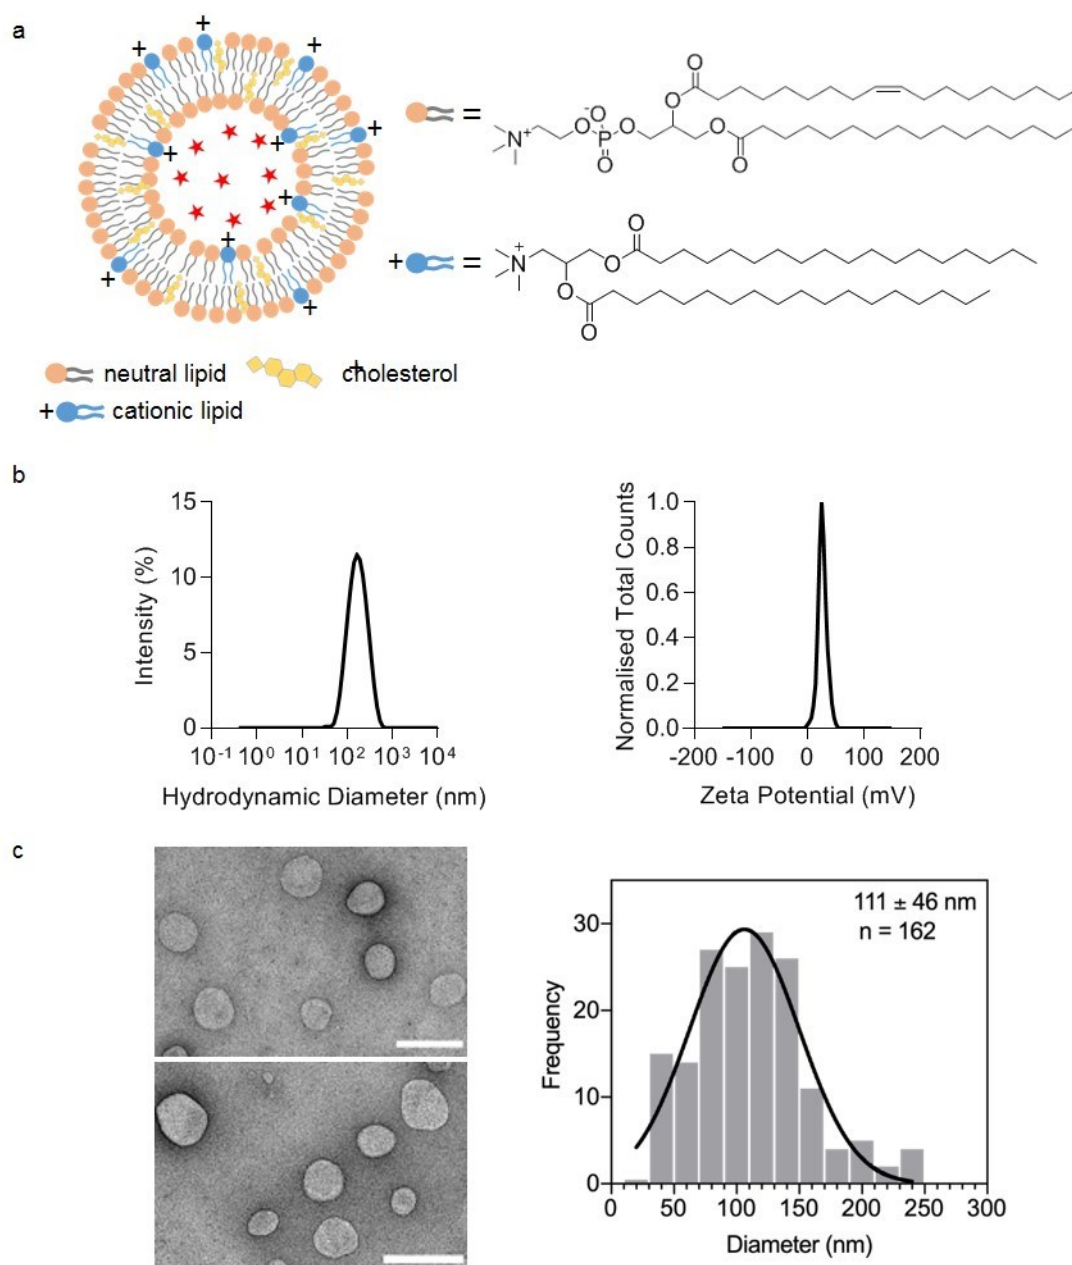 a
+
+
+
+
+
+
+
+
+
+
=
O
O
O
O
O⁻
P
O
O
O
N⁺
+
=
N⁺
O
O
O
O
neutral lipid
cholesterol
+
+
cationic lipid
b
15
10
5
0
Intensity (%)
10⁻¹ 10⁰ 10¹ 10² 10³ 10⁴
Hydrodynamic Diameter (nm)
1.0
0.8
0.6
0.4
0.2
0.0
Normalised Total Counts
-200 -100 0 100 200
Zeta Potential (mV)
c
111 ± 46 nm
n = 162
30
20
10
0
Frequency
0 50 100 150 200 250 300
Diameter (nm)